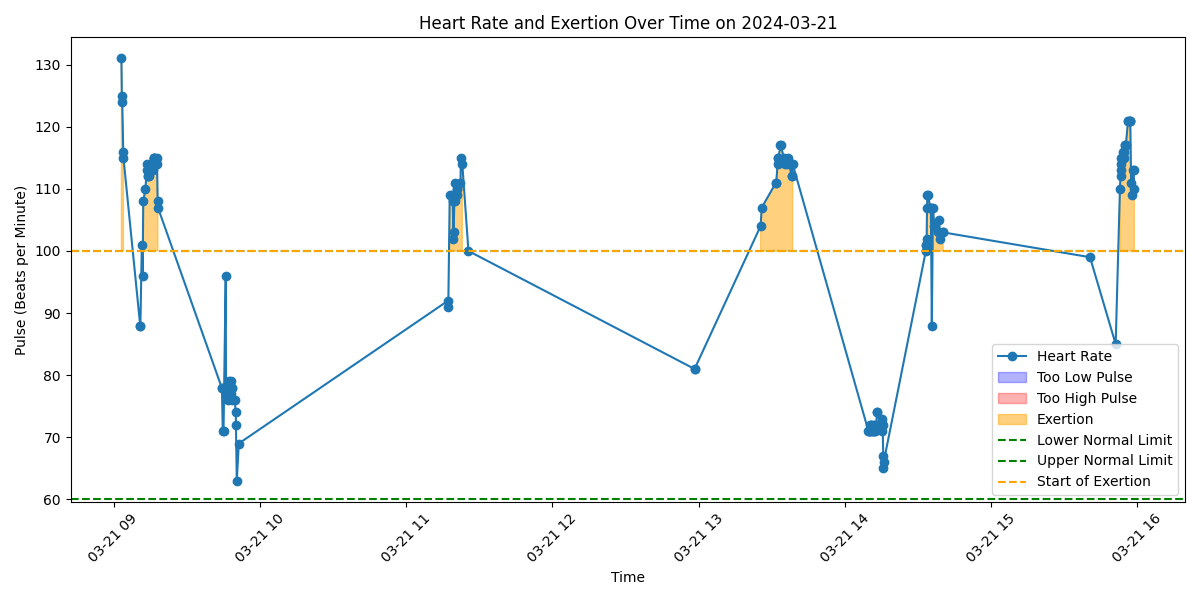 Heart Rate and Exertion Over Time on 2024-03-21
Pulse (Beats per Minute)
130
120
110
100
90
80
70
60
Heart Rate
Too Low Pulse
Too High Pulse
Exertion
Lower Normal Limit
Upper Normal Limit
Start of Exertion
03-21 09
03-21 10
03-21 11
03-21 12
03-21 13
03-21 14
03-21 15
03-21 16
Time